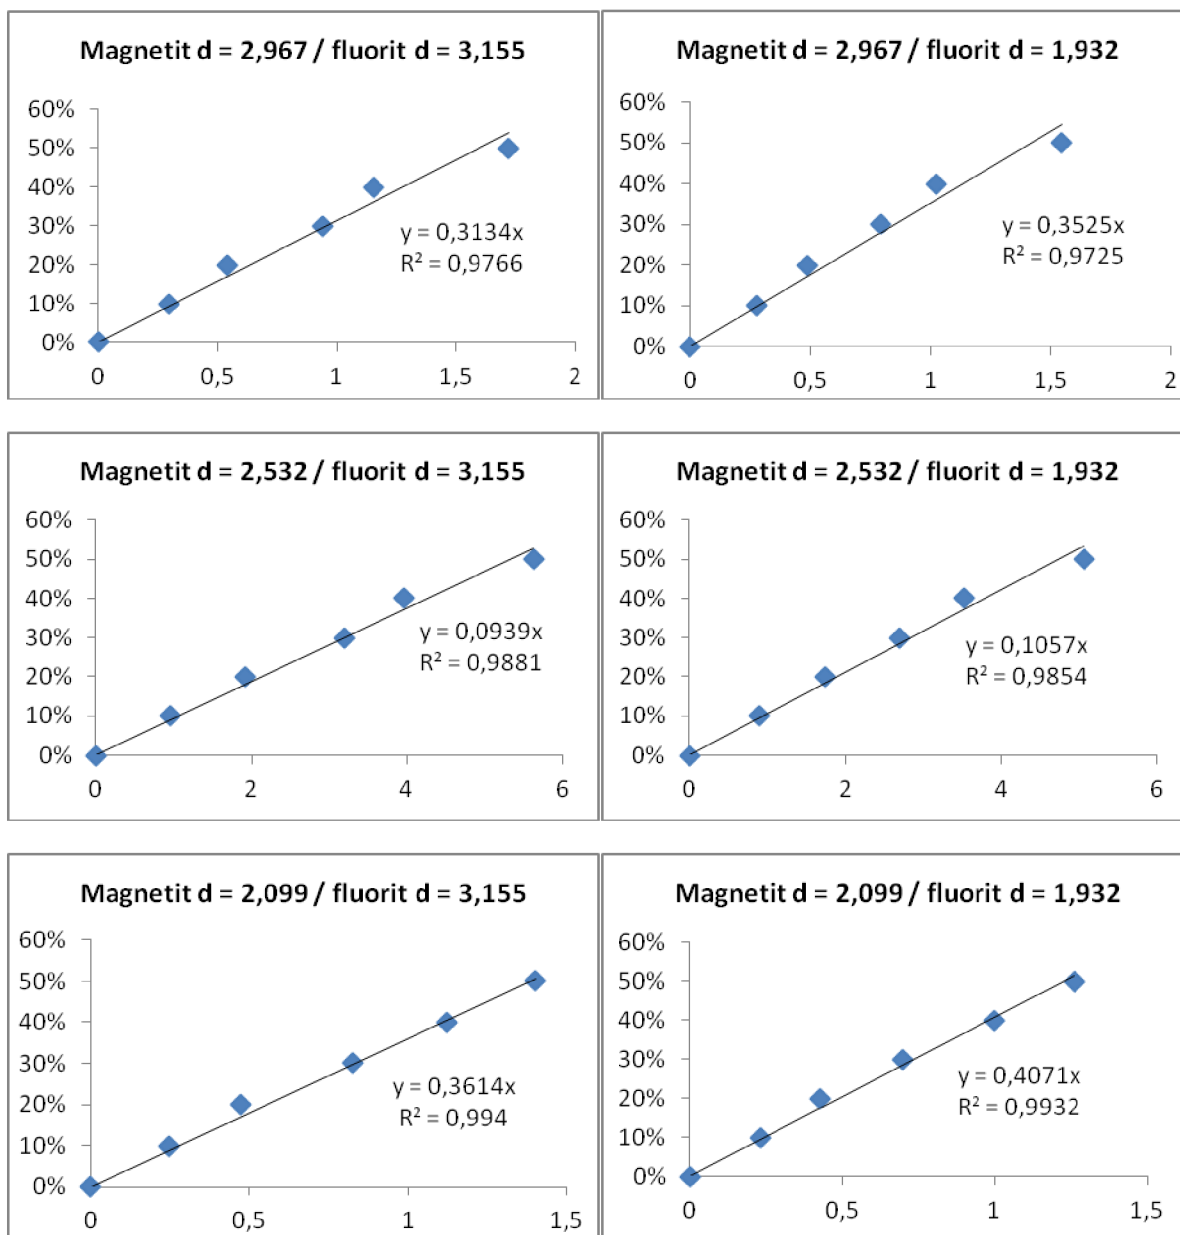 Magnetit d = 2,967 / fluorit d = 3,155
60%
50%
40%
30%
20%
10%
0%
y = 0,3134x
R² = 0,9766
0 0,5 1 1,5 2
Magnetit d = 2,967 / fluorit d = 1,932
60%
50%
40%
30%
20%
10%
0%
y = 0,3525x
R² = 0,9725
0 0,5 1 1,5 2
Magnetit d = 2,532 / fluorit d = 3,155
60%
50%
40%
30%
20%
10%
0%
y = 0,0939x
R² = 0,9881
0 2 4 6
Magnetit d = 2,532 / fluorit d = 1,932
60%
50%
40%
30%
20%
10%
0%
y = 0,1057x
R² = 0,9854
0 2 4 6
Magnetit d = 2,099 / fluorit d = 3,155
60%
50%
40%
30%
20%
10%
0%
y = 0,3614x
R² = 0,994
0 0,5 1 1,5
Magnetit d = 2,099 / fluorit d = 1,932
60%
50%
40%
30%
20%
10%
0%
y = 0,4071x
R² = 0,9932
0 0,5 1 1,5